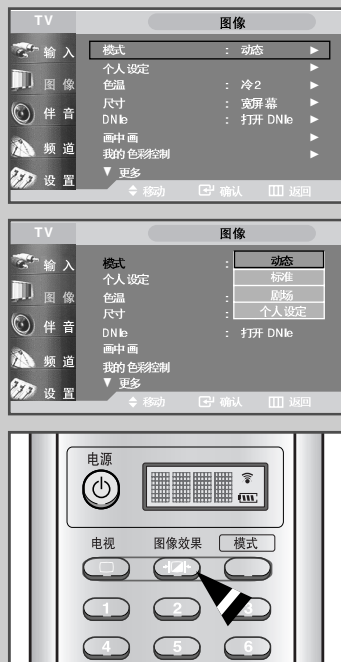 TV 图像
输入 模式 : 动态 ►
个人设定 ►
图像 色温 : 冷2 ►
尺寸 : 宽屏幕 ►
伴音 DNIe : 打开 DNIe ►
画中画 ►
频道 我的色彩控制 ►
▼ 更多
设置
移动 确认 返回
TV 图像
输入 模式 : 动态
个人设定 标准
图像 色温 : 剧场
尺寸 : 个人设定
伴音 DNIe : 打开 DNIe
画中画
频道 我的色彩控制
▼ 更多
设置
移动 确认 返回
电源
电视 图像效果 模式
1 2 3
4 5 6